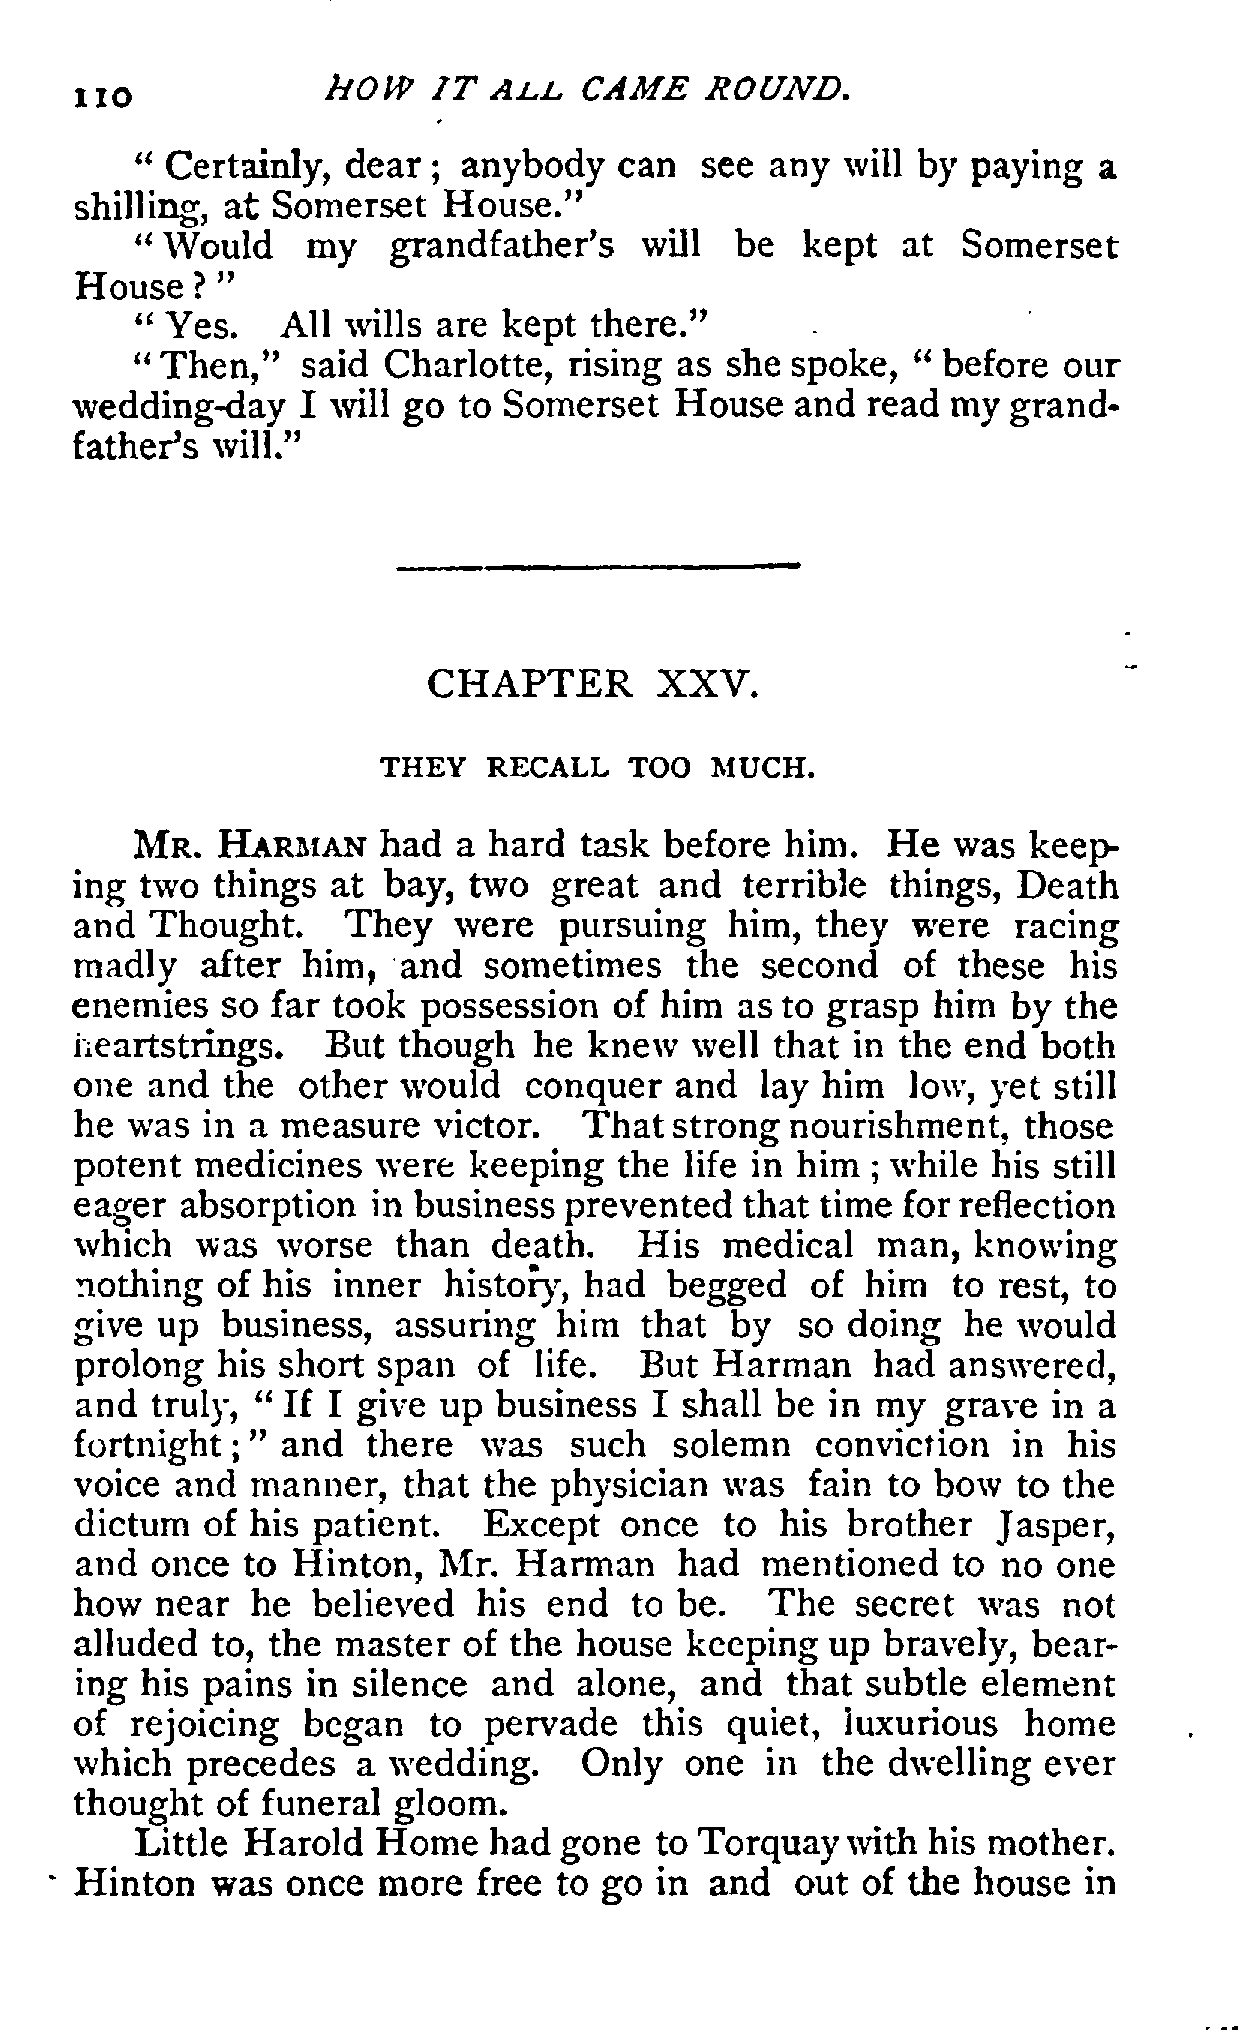 110 HOW IT ALL CAME ROUND.
" Certainly, dear ; anybody can see any will by paying a
shilling, at Somerset House."
" Would my grandfather's will be kept at Somerset
House ? "
" Yes. All wills are kept there."
" Then," said Charlotte, rising as she spoke, " before our
wedding-day I will go to Somerset House and read my grand-
father's will."
CHAPTER XXV.
THEY RECALL TOO MUCH.
MR. HARMAN had a hard task before him. He was keep-
ing two things at bay, two great and terrible things, Death
and Thought. They were pursuing him, they were racing
madly after him, and sometimes the second of these his
enemies so far took possession of him as to grasp him by the
heartstrings. But though he knew well that in the end both
one and the other would conquer and lay him low, yet still
he was in a measure victor. That strong nourishment, those
potent medicines were keeping the life in him ; while his still
eager absorption in business prevented that time for reflection
which was worse than death. His medical man, knowing
nothing of his inner history, had begged of him to rest, to
give up business, assuring him that by so doing he would
prolong his short span of life. But Harman had answered,
and truly, " If I give up business I shall be in my grave in a
fortnight ; " and there was such solemn conviction in his
voice and manner, that the physician was fain to bow to the
dictum of his patient. Except once to his brother Jasper,
and once to Hinton, Mr. Harman had mentioned to no one
how near he believed his end to be. The secret was not
alluded to, the master of the house keeping up bravely, bear-
ing his pains in silence and alone, and that subtle element
of rejoicing began to pervade this quiet, luxurious home
which precedes a wedding. Only one in the dwelling ever
thought of funeral gloom.
Little Harold Home had gone to Torquay with his mother.
Hinton was once more free to go in and out of the house in